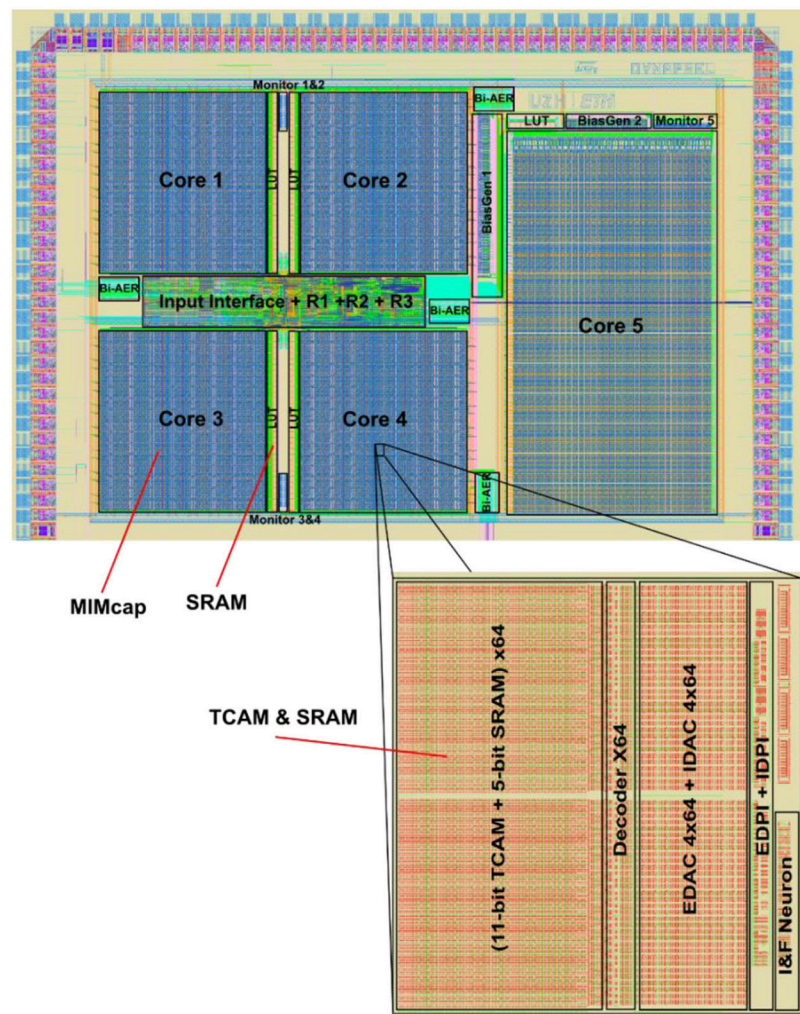 Monitor 1&2
Bi-AER
UZH | ETH
LUT
BiasGen 2
Monitor 5
Core 1
LUT
LUT
Core 2
BiasGen 1
Bi-AER
Input Interface + R1 +R2 + R3
Bi-AER
Core 5
Core 3
LUT
LUT
Core 4
Bi-AER
Monitor 3&4
MIMcap
SRAM
TCAM & SRAM
(11-bit TCAM + 5-bit SRAM) x64
Decoder X64
EDAC 4x64 + IDAC 4x64
EDPI + IDPI
I&F Neuron